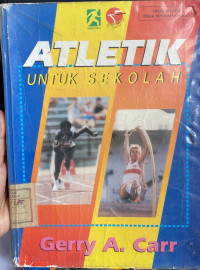 ATLETIK
UNTUK SEKOLAH
Gerry A. Carr